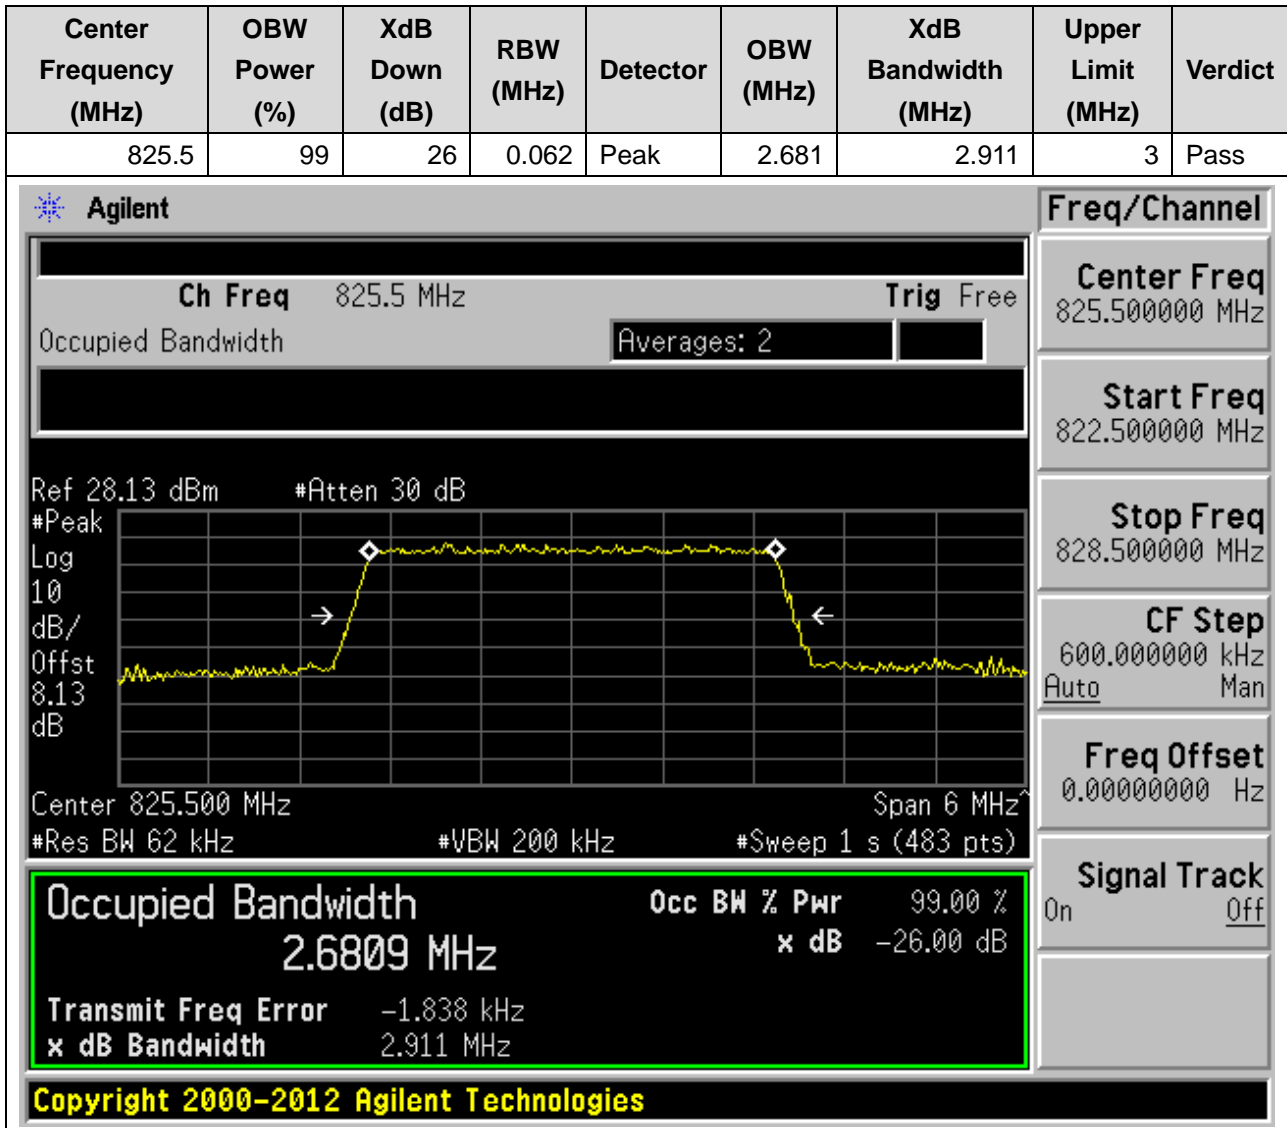 Center Frequency (MHz) OBW Power (%) XdB Down (dB) RBW (MHz) Detector OBW (MHz) XdB Bandwidth (MHz) Upper Limit (MHz) Verdict
825.5 99 26 0.062 Peak 2.681 2.911 3 Pass
Agilent
Freq/Channel
Ch Freq 825.5 MHz Trig Free
Occupied Bandwidth Averages: 2
Center Freq
825.500000 MHz
Start Freq
822.500000 MHz
Stop Freq
828.500000 MHz
CF Step
600.000000 kHz
Auto Man
Freq Offset
0.00000000 Hz
Signal Track
On Off
Ref 28.13 dBm #Atten 30 dB
#Peak
Log
10
dB/
Offst
8.13
dB
Center 825.500 MHz Span 6 MHz^
#Res BW 62 kHz #VBW 200 kHz #Sweep 1 s (483 pts)
Occupied Bandwidth
2.6809 MHz
Occ BW % Pwr 99.00 %
x dB -26.00 dB
Transmit Freq Error -1.838 kHz
x dB Bandwidth 2.911 MHz
Copyright 2000-2012 Agilent Technologies